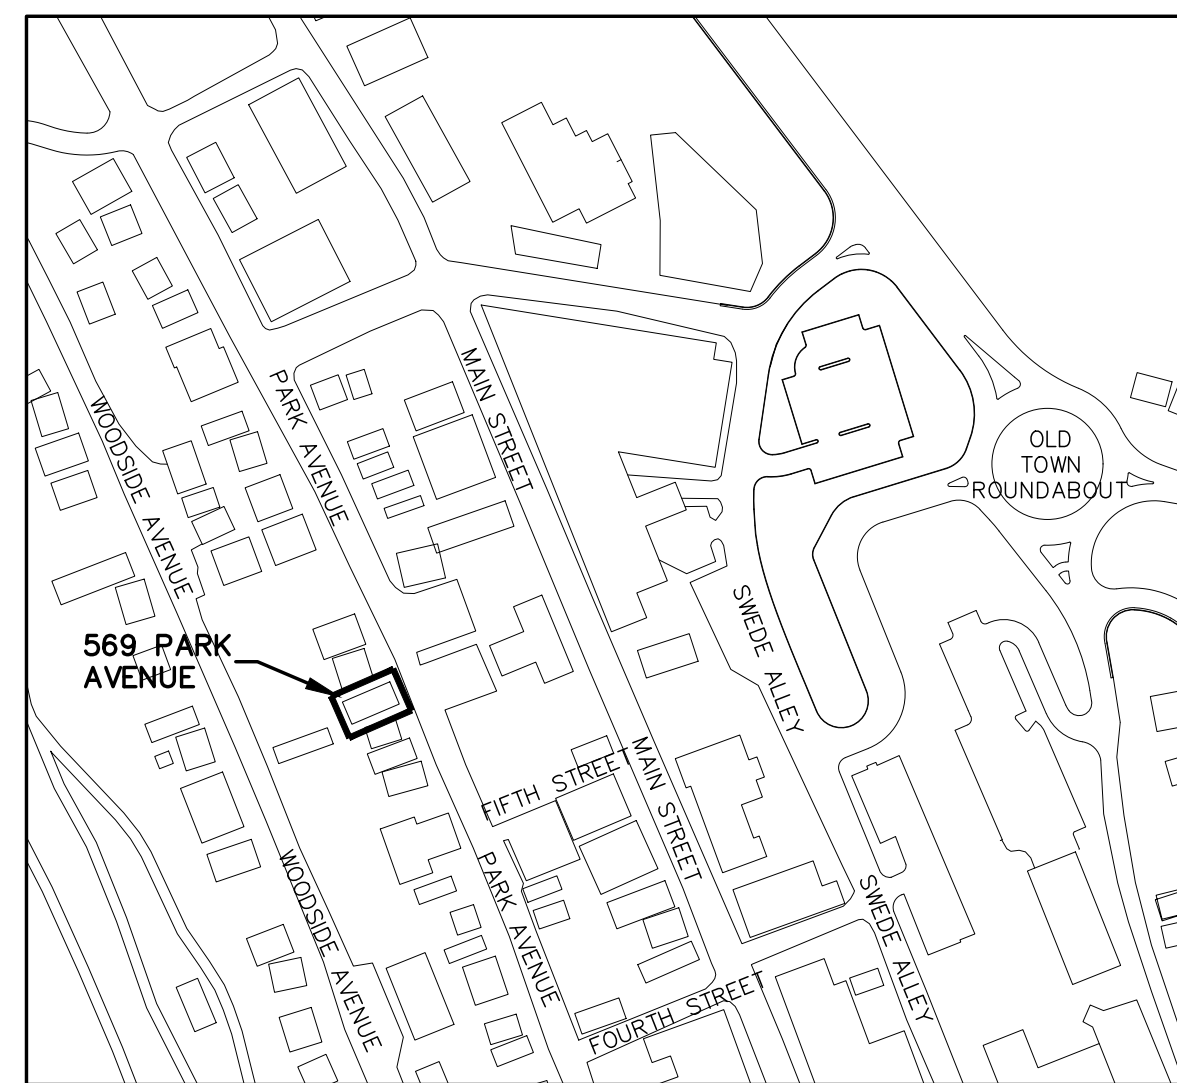 MAIN STREET
PARK AVENUE
WOODSIDE AVENUE
OLD
TOWN
ROUNDABOUT
SWEDE ALLEY
569 PARK
AVENUE
FIFTH STREET
MAIN STREET
WOODSIDE AVENUE
PARK AVENUE
SWEDE ALLEY
FOURTH STREET